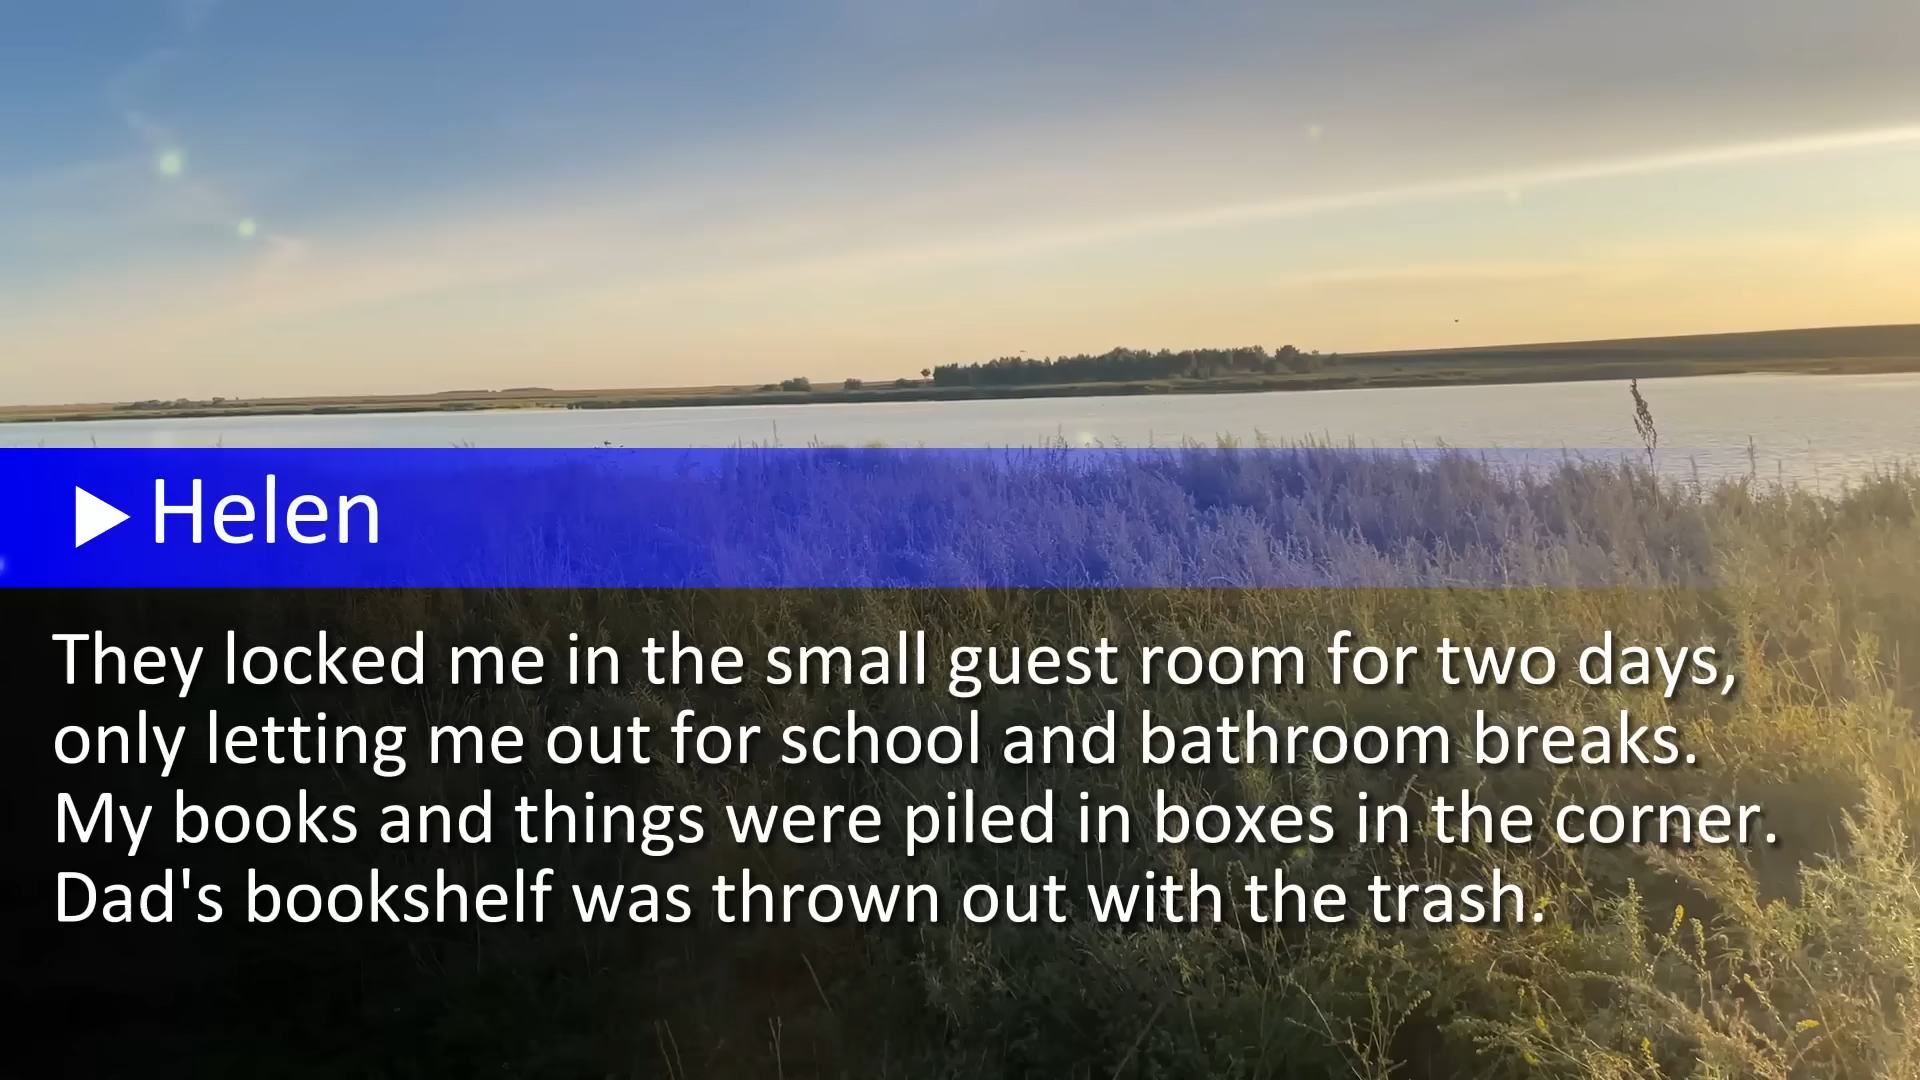 Helen
They locked me in the small guest room for two days,
only letting me out for school and bathroom breaks.
My books and things were piled in boxes in the corner.
Dad's bookshelf was thrown out with the trash.